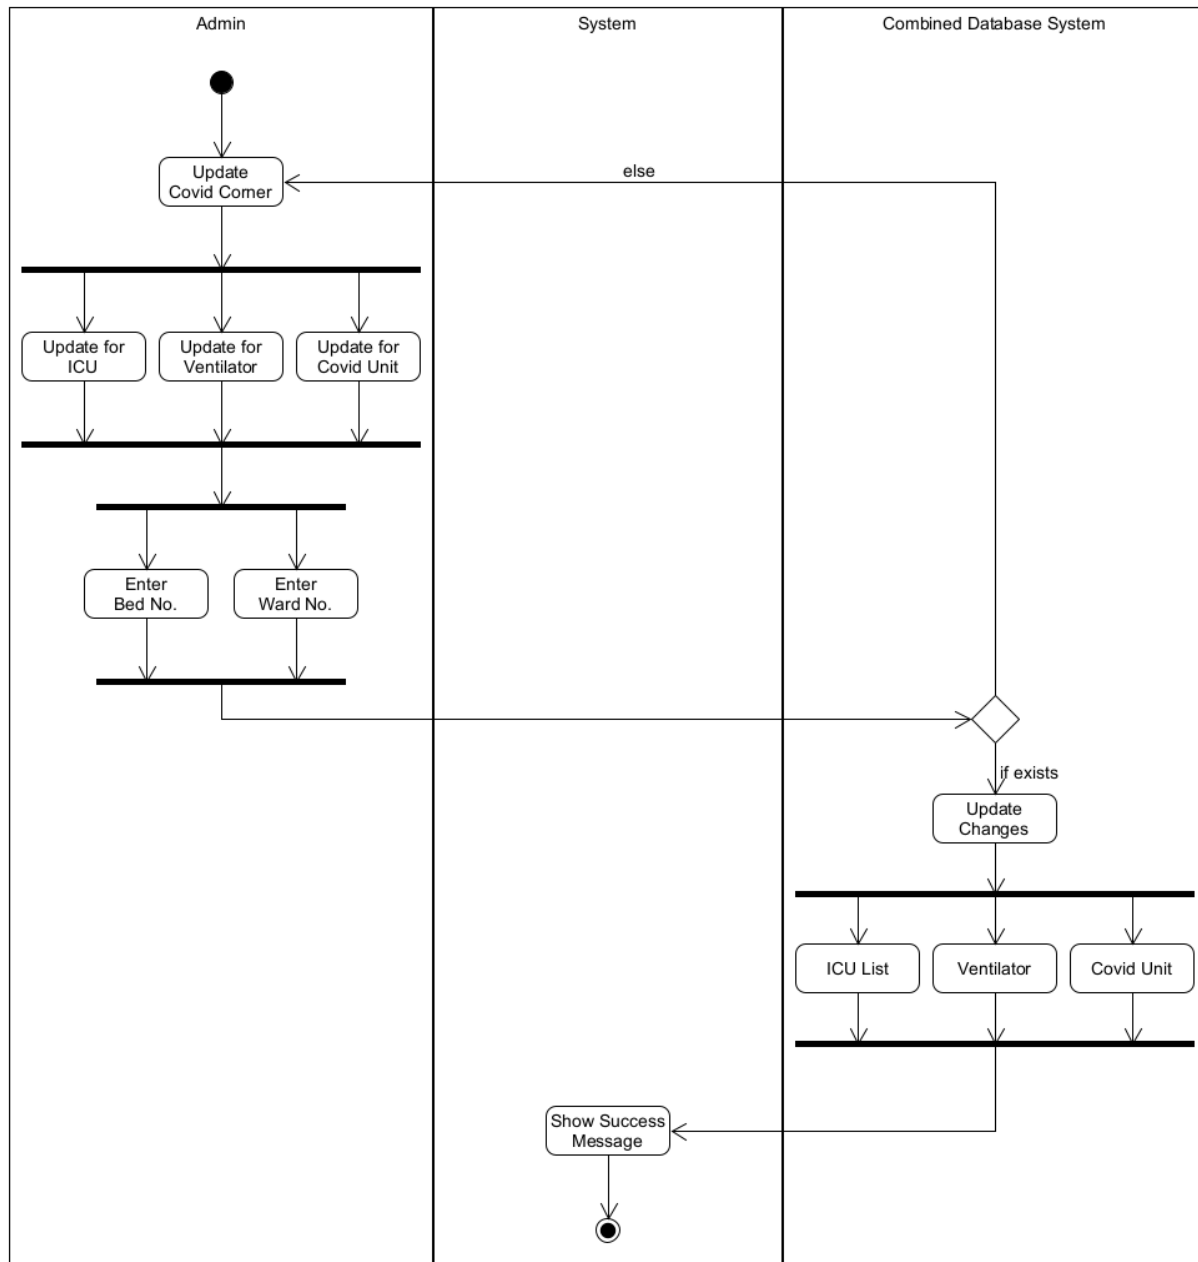 Admin
System
Combined Database System
Update
Covid Corner
else
Update for
ICU
Update for
Ventilator
Update for
Covid Unit
Enter
Bed No.
Enter
Ward No.
if exists
Update
Changes
ICU List
Ventilator
Covid Unit
Show Success
Message